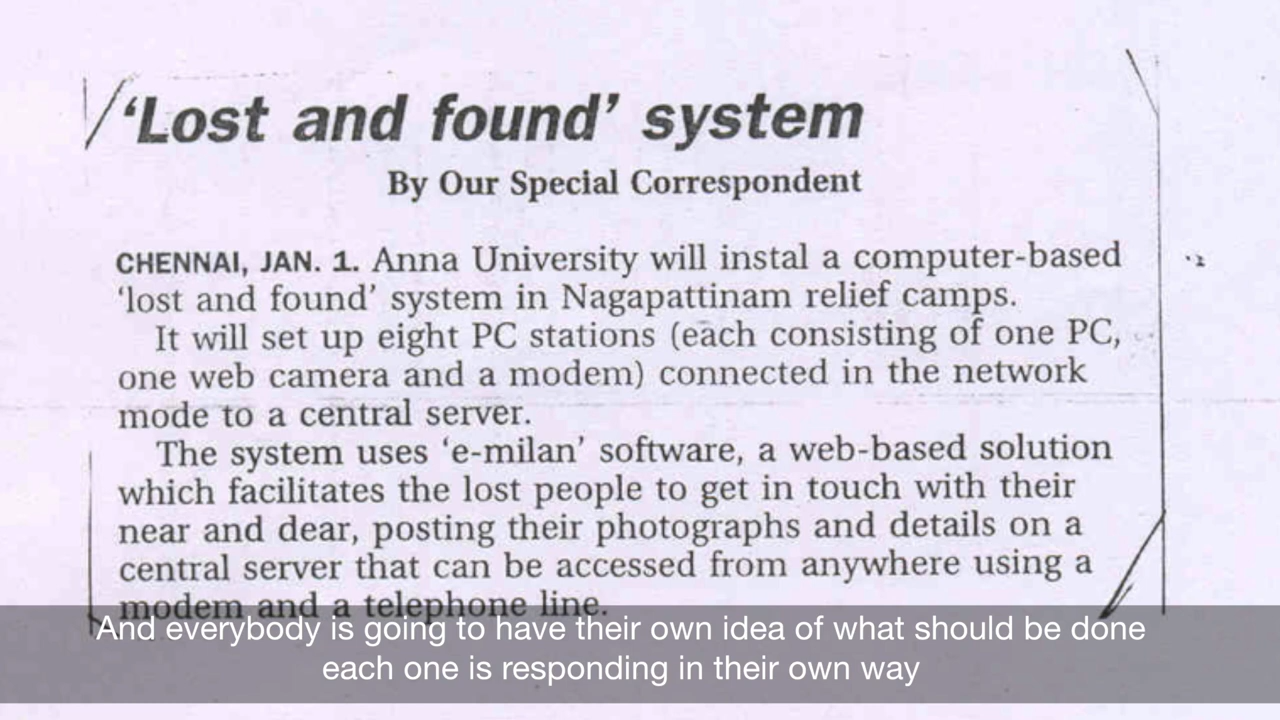 ‘Lost and found’ system
By Our Special Correspondent
CHENNAI, JAN. 1. Anna University will instal a computer-based
‘lost and found’ system in Nagapattinam relief camps.
It will set up eight PC stations (each consisting of one PC,
one web camera and a modem) connected in the network
mode to a central server.
The system uses ‘e-milan’ software, a web-based solution
which facilitates the lost people to get in touch with their
near and dear, posting their photographs and details on a
central server that can be accessed from anywhere using a
modem and a telephone line.
And everybody is going to have their own idea of what should be done
each one is responding in their own way